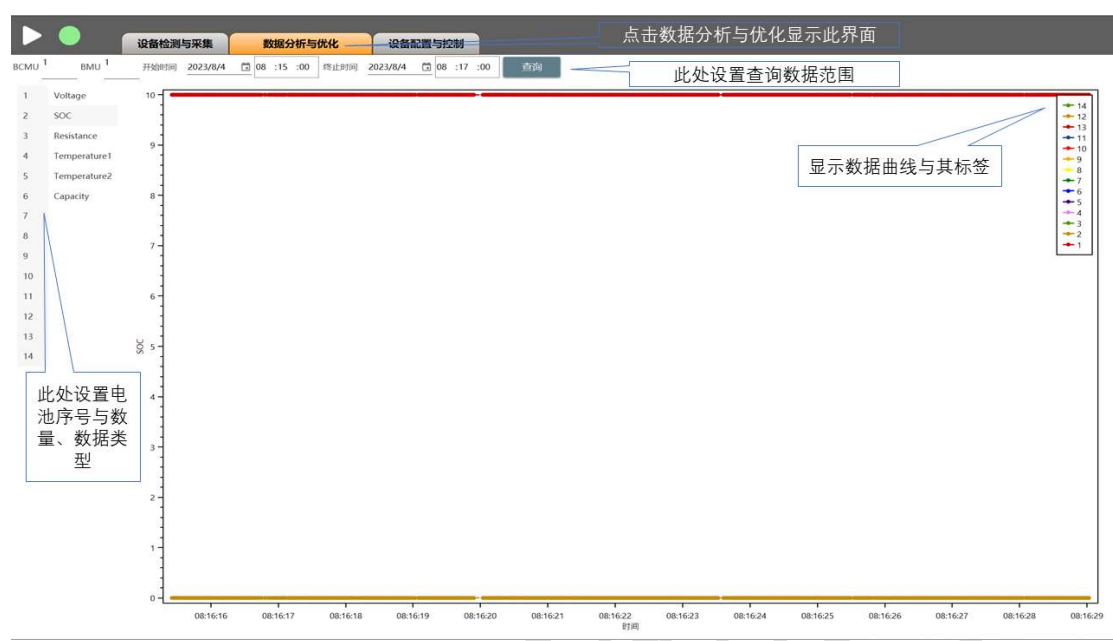 设备检测与采集 数据分析与优化 设备配置与控制
点击数据分析与优化显示此界面
BCMU 1 BMU 1 开始时间 2023/8/4 08 :15 :00 终止时间 2023/8/4 08 :17 :00 查询
此处设置查询数据范围
1 Voltage
2 SOC
3 Resistance
4 Temperature1
5 Temperature2
6 Capacity
7
8
9
10
11
12
13
14
此处设置电
池序号与数
量、数据类
型
SOC
10
9
8
7
6
5
4
3
2
1
0
显示数据曲线与其标签
14
12
13
11
10
9
8
7
6
5
4
3
2
1
08:16:16 08:16:17 08:16:18 08:16:19 08:16:20 08:16:21 08:16:22 08:16:23 08:16:24 08:16:25 08:16:26 08:16:27 08:16:28 08:16:29
时间